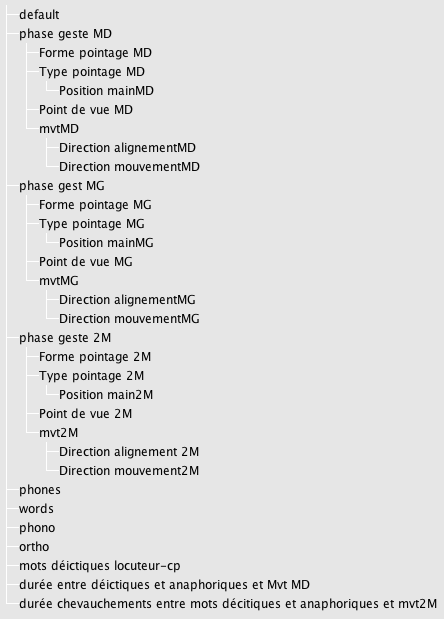 default
phase geste MD
Forme pointage MD
Type pointage MD
Position mainMD
Point de vue MD
mvtMD
Direction alignementMD
Direction mouvementMD
phase gest MG
Forme pointage MG
Type pointage MG
Position mainMG
Point de vue MG
mvtMG
Direction alignementMG
Direction mouvementMG
phase geste 2M
Forme pointage 2M
Type pointage 2M
Position main2M
Point de vue 2M
mvt2M
Direction alignement 2M
Direction mouvement2M
phones
words
phono
ortho
mots déictiques locuteur-cp
durée entre déictiques et anaphoriques et Mvt MD
durée chevauchements entre mots décitiques et anaphoriques et mvt2M